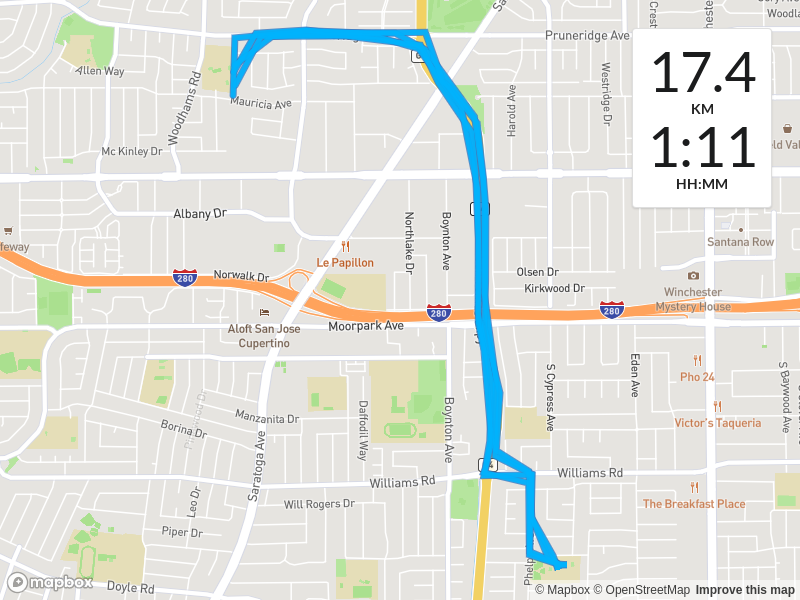 Pruneridge Ave
Allen Way
Woodhams Rd
Mauricia Ave
Harold Ave
Westridge Dr
17.4
KM
1:11
HH:MM
Mc Kinley Dr
Albany Dr
Northlake Dr
Boynton Ave
Santana Row
Le Papillon
Norwalk Dr
280
Olsen Dr
Kirkwood Dr
Winchester
Mystery House
280
280
Aloft San Jose
Cupertino
Moorpark Ave
S Cypress Ave
Eden Ave
Pho 24
S Baywood Ave
Manzanita Dr
Borina Dr
Daffodil Way
Boynton Ave
Victor's Taqueria
Saratoga Ave
Williams Rd
Williams Rd
Leo Dr
Will Rogers Dr
The Breakfast Place
Piper Dr
Doyle Rd
mapbox
© Mapbox © OpenStreetMap Improve this map